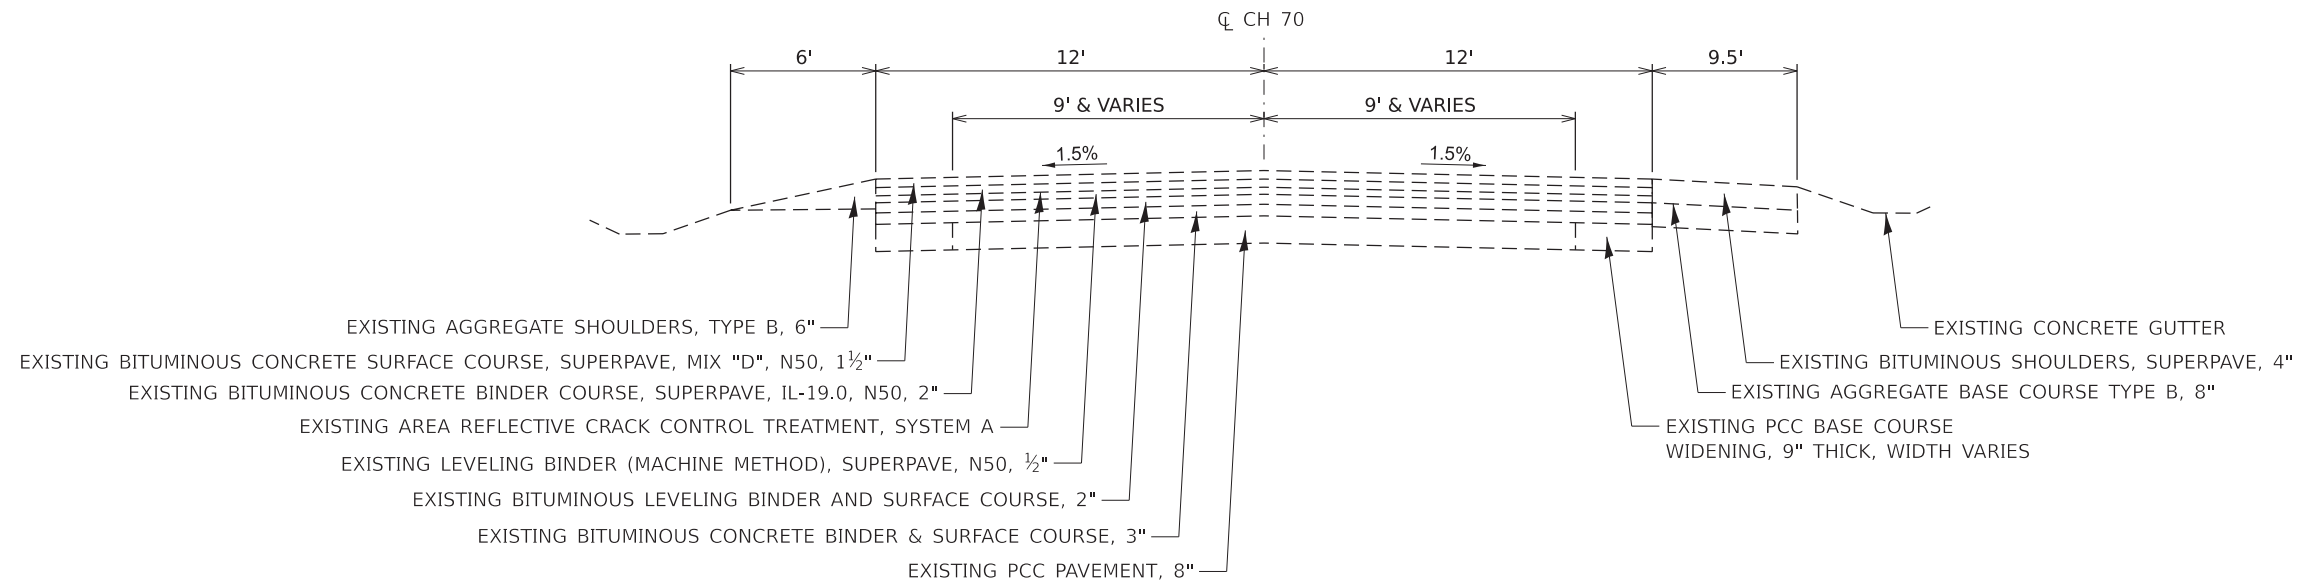 ℄ CH 70
6' 12' 12' 9.5'
9' & VARIES 9' & VARIES
1.5% 1.5%
EXISTING AGGREGATE SHOULDERS, TYPE B, 6"
EXISTING BITUMINOUS CONCRETE SURFACE COURSE, SUPERPAVE, MIX "D", N50, 1½"
EXISTING BITUMINOUS CONCRETE BINDER COURSE, SUPERPAVE, IL-19.0, N50, 2"
EXISTING AREA REFLECTIVE CRACK CONTROL TREATMENT, SYSTEM A
EXISTING LEVELING BINDER (MACHINE METHOD), SUPERPAVE, N50, ½"
EXISTING BITUMINOUS LEVELING BINDER AND SURFACE COURSE, 2"
EXISTING BITUMINOUS CONCRETE BINDER & SURFACE COURSE, 3"
EXISTING PCC PAVEMENT, 8"
EXISTING CONCRETE GUTTER
EXISTING BITUMINOUS SHOULDERS, SUPERPAVE, 4"
EXISTING AGGREGATE BASE COURSE TYPE B, 8"
EXISTING PCC BASE COURSE
WIDENING, 9" THICK, WIDTH VARIES